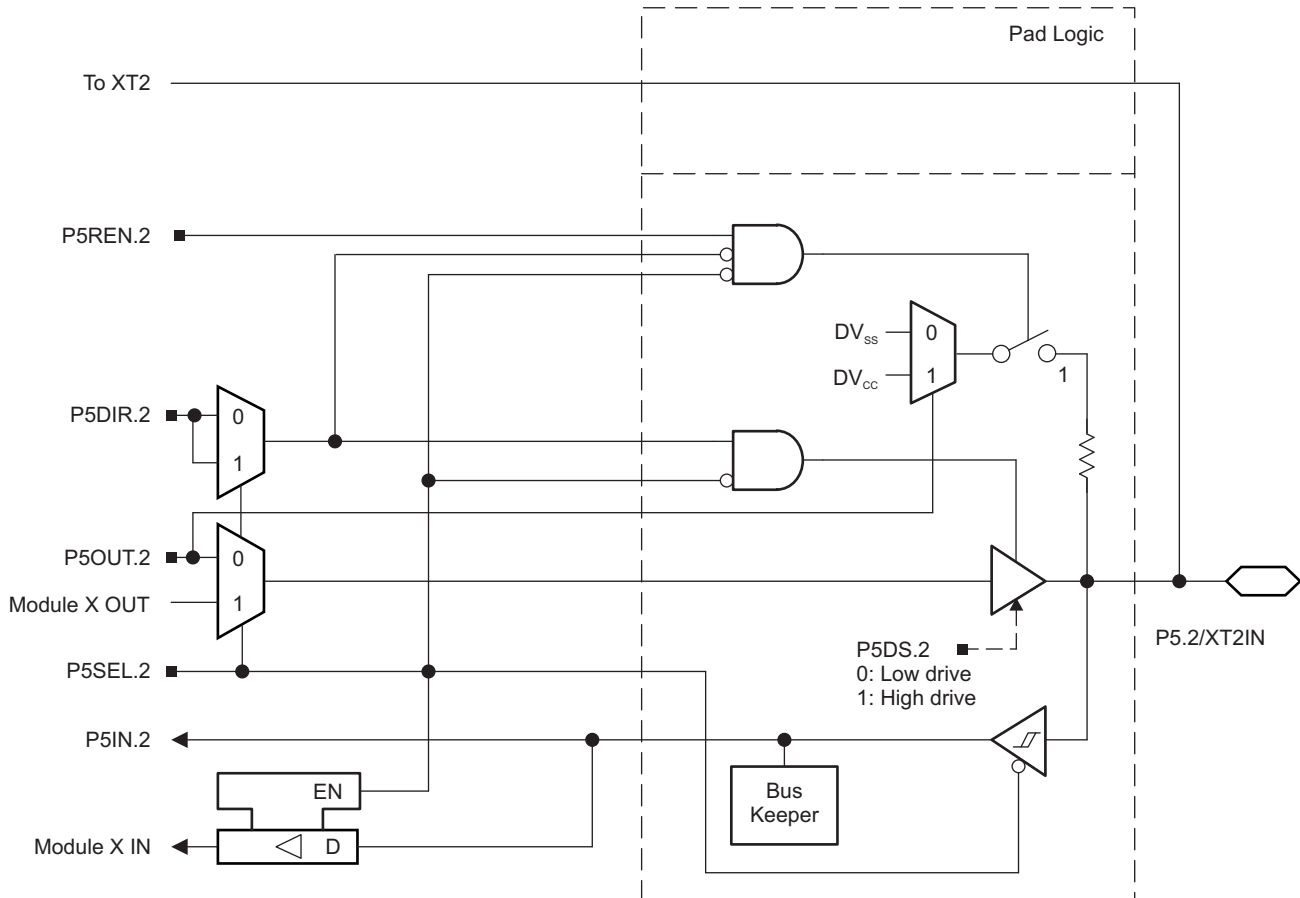 Pad Logic
To XT2
P5REN.2
DVss
0
DVcc
1
1
P5DIR.2
0
1
P5OUT.2
0
Module X OUT
1
P5DS.2
0: Low drive
1: High drive
P5.2/XT2IN
P5SEL.2
P5IN.2
EN
Bus
Keeper
Module X IN
D